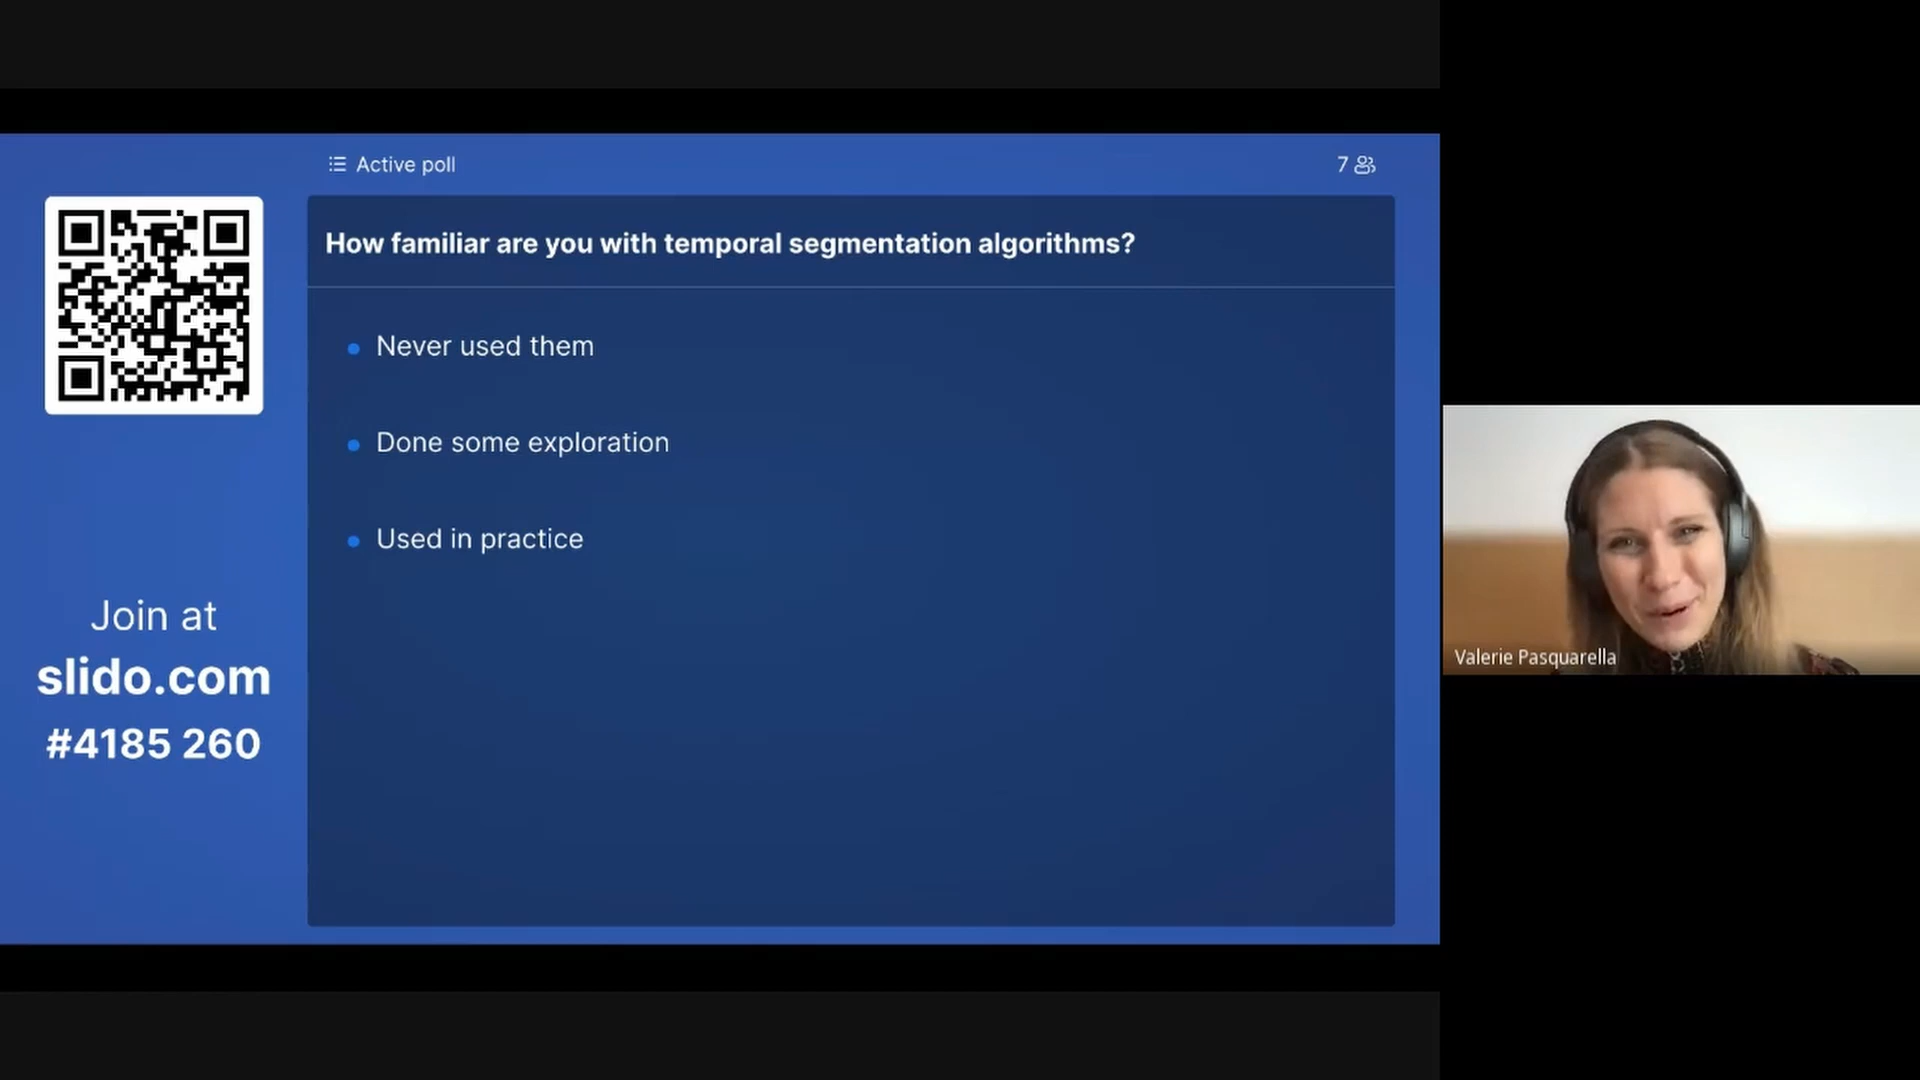 Active poll
7
How familiar are you with temporal segmentation algorithms?
Never used them
Done some exploration
Used in practice
Join at
slido.com
#4185 260
Valerie Pasquarella